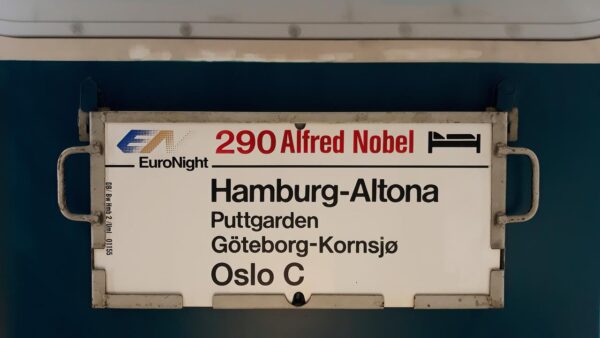 EN
290 Alfred Nobel
EuroNight
Hamburg-Altona
Puttgarden
Göteborg-Kornsjø
Oslo C